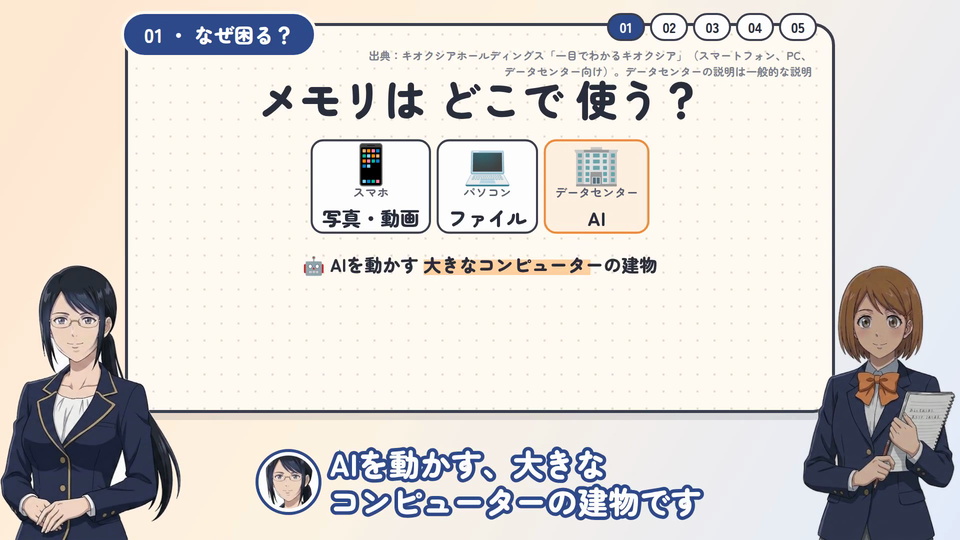 01 ・ なぜ困る？
01 02 03 04 05
出典：キオクシアホールディングス「一目でわかるキオクシア」（スマートフォン、PC、
データセンター向け）。データセンターの説明は一般的な説明
メモリは どこで 使う？
スマホ
写真・動画
パソコン
ファイル
データセンター
AI
AIを動かす 大きなコンピューターの建物
AIを動かす、大きな
コンピューターの建物です